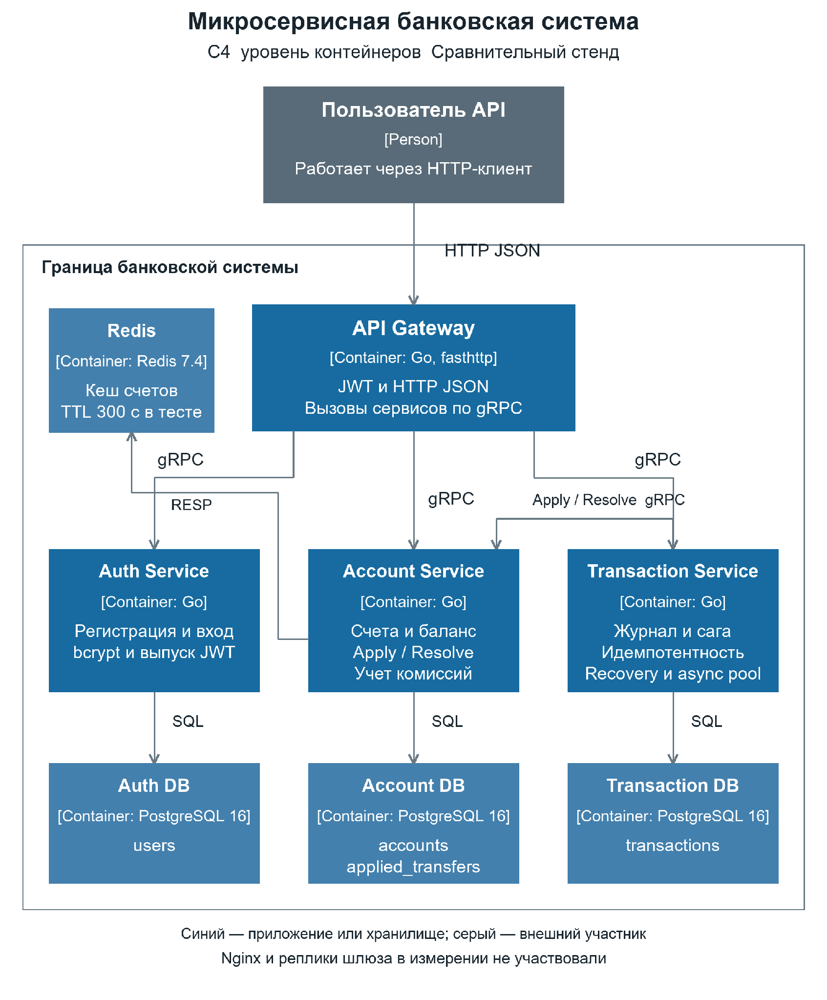 Микросервисная банковская система
C4 уровень контейнеров Сравнительный стенд
Пользователь API
[Person]
Работает через HTTP-клиент
HTTP JSON
Граница банковской системы
Redis
[Container: Redis 7.4]
Кеш счетов
TTL 300 с в тесте
API Gateway
[Container: Go, fasthttp]
JWT и HTTP JSON
Вызовы сервисов по gRPC
gRPC
gRPC
gRPC
RESP
Apply / Resolve gRPC
Auth Service
[Container: Go]
Регистрация и вход
bcrypt и выпуск JWT
Account Service
[Container: Go]
Счета и баланс
Apply / Resolve
Учет комиссий
Transaction Service
[Container: Go]
Журнал и сага
Идемпотентность
Recovery и async pool
SQL
SQL
SQL
Auth DB
[Container: PostgreSQL 16]
users
Account DB
[Container: PostgreSQL 16]
accounts
applied_transfers
Transaction DB
[Container: PostgreSQL 16]
transactions
Синий — приложение или хранилище; серый — внешний участник
Nginx и реплики шлюза в измерении не участвовали